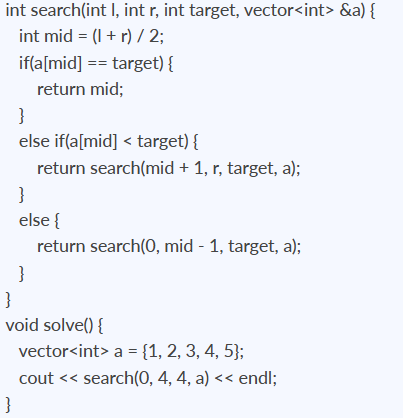 int search(int l, int r, int target, vector<int> &a) {
int mid = (l + r) / 2;
if(a[mid] == target) {
return mid;
}
else if(a[mid] < target) {
return search(mid + 1, r, target, a);
}
else {
return search(0, mid - 1, target, a);
}
}
void solve() {
vector<int> a = {1, 2, 3, 4, 5};
cout << search(0, 4, 4, a) << endl;
}